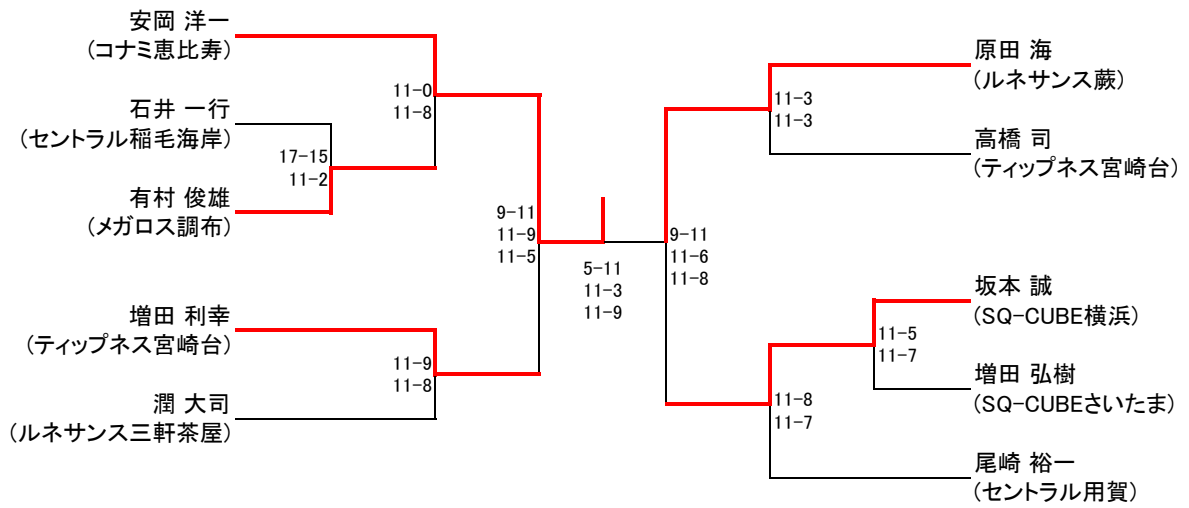 安岡 洋一
(コナミ恵比寿)
石井 一行
(セントラル稲毛海岸)
有村 俊雄
(メガロス調布)
増田 利幸
(ティップネス宮崎台)
潤 大司
(ルネサンス三軒茶屋)
11-0
11-8
17-15
11-2
11-9
11-8
9-11
11-9
11-5
5-11
11-3
11-9
9-11
11-6
11-8
11-3
11-3
11-5
11-7
11-8
11-7
原田 海
(ルネサンス蕨)
高橋 司
(ティップネス宮崎台)
坂本 誠
(SQ-CUBE横浜)
増田 弘樹
(SQ-CUBEさいたま)
尾崎 裕一
(セントラル用賀)